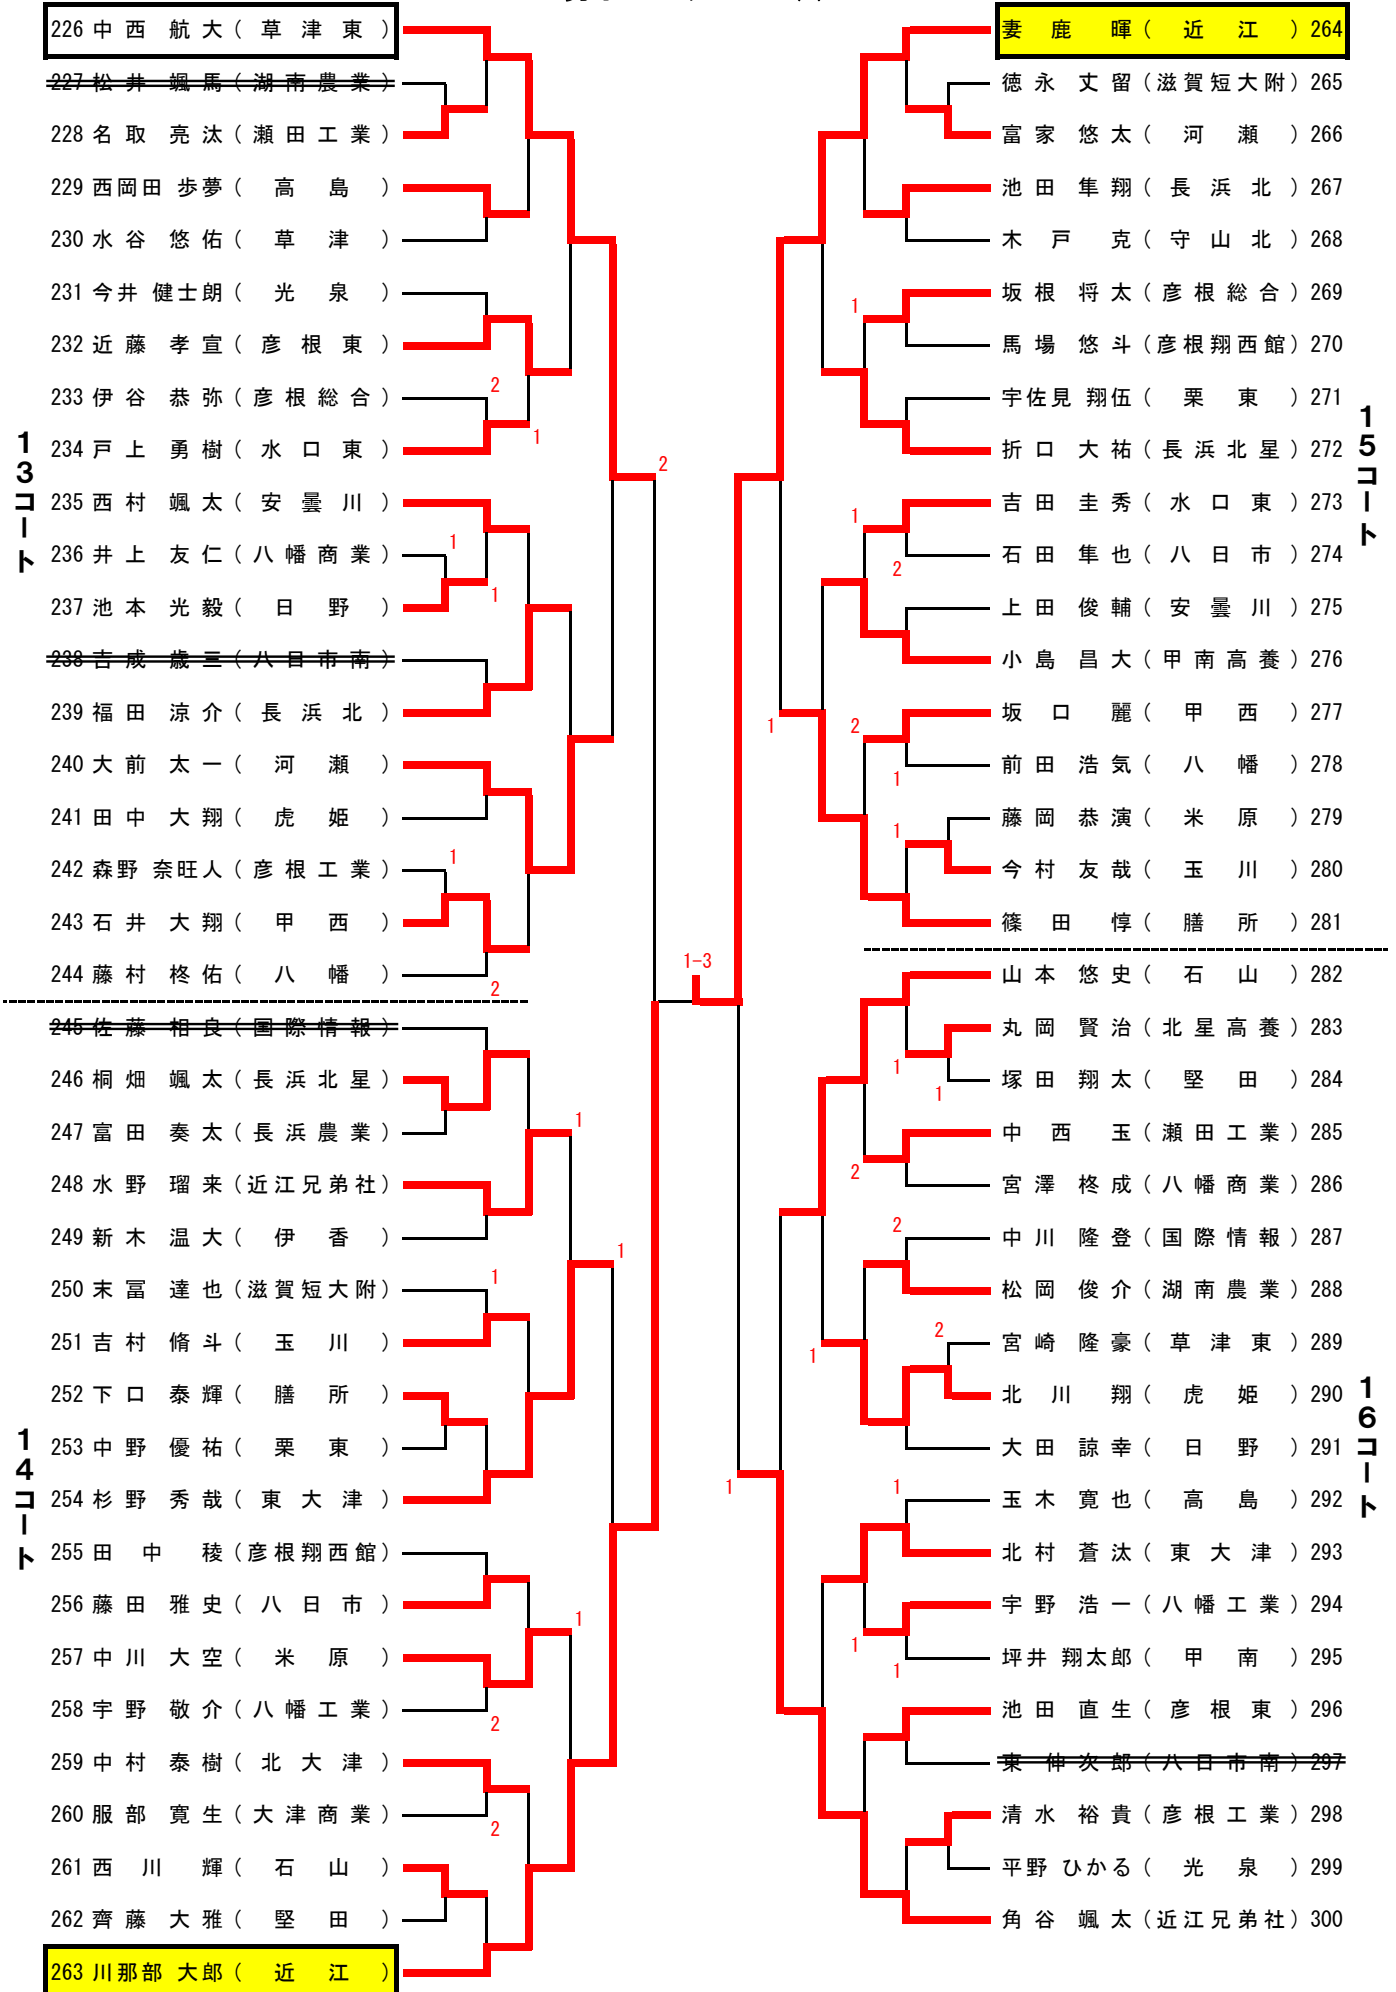 226 中西 航大(草津東)
227 松井 颯馬(湖南農業)
228 名取 亮汰(瀬田工業)
229 西岡田 歩夢(高島)
230 水谷 悠佑(草津)
231 今井 健士朗(光泉)
232 近藤 孝宣(彦根東)
233 伊谷 恭弥(彦根総合)
2
234 戸上 勇樹(水口東)
1
13コート
235 西村 颯太(安曇川)
236 井上 友仁(八幡商業)
1
237 池本 光毅(日野)
1
238 吉成 歳三(八日市南)
239 福田 涼介(長浜北)
240 大前 太一(河瀬)
241 田中 大翔(虎姫)
242 森野 奈旺人(彦根工業)
1
243 石井 大翔(甲西)
244 藤村 柊佑(八幡)
2
2
245 佐藤 相良(国際情報)
246 桐畑 颯太(長浜北星)
247 富田 奏太(長浜農業)
1
248 水野 瑠来(近江兄弟社)
249 新木 温大(伊香)
1
250 末冨 達也(滋賀短大附)
1
251 吉村 脩斗(玉川)
252 下口 泰輝(膳所)
253 中野 優祐(栗東)
14コート
254 杉野 秀哉(東大津)
255 田中 稜(彦根翔西館)
256 藤田 雅史(八日市)
1
257 中川 大空(米原)
258 宇野 敬介(八幡工業)
2
259 中村 泰樹(北大津)
260 服部 寛生(大津商業)
2
261 西川 輝(石山)
262 齊藤 大雅(堅田)
263 川那部 大郎(近江)
1-3
妻鹿 暉(近江)264
徳永 丈留(滋賀短大附)265
富家 悠太(河瀬)266
池田 隼翔(長浜北)267
木戸 克(守山北)268
坂根 将太(彦根総合)269
1
馬場 悠斗(彦根翔西館)270
宇佐見 翔伍(栗東)271
折口 大祐(長浜北星)272
15コート
吉田 圭秀(水口東)273
1
石田 隼也(八日市)274
2
上田 俊輔(安曇川)275
小島 昌大(甲南高養)276
坂口 麗(甲西)277
1
2
前田 浩気(八幡)278
1
藤岡 恭演(米原)279
1
今村 友哉(玉川)280
篠田 惇(膳所)281
山本 悠史(石山)282
丸岡 賢治(北星高養)283
1
塚田 翔太(堅田)284
1
中西 玉(瀬田工業)285
2
宮澤 柊成(八幡商業)286
中川 隆登(国際情報)287
2
松岡 俊介(湖南農業)288
宮崎 隆豪(草津東)289
2
1
北川 翔(虎姫)290
16コート
大田 諒幸(日野)291
1
玉木 寛也(高島)292
1
北村 蒼汰(東大津)293
宇野 浩一(八幡工業)294
1
坪井 翔太郎(甲南)295
1
池田 直生(彦根東)296
東 伸次郎(八日市南)297
清水 裕貴(彦根工業)298
平野 ひかる(光泉)299
角谷 颯太(近江兄弟社)300